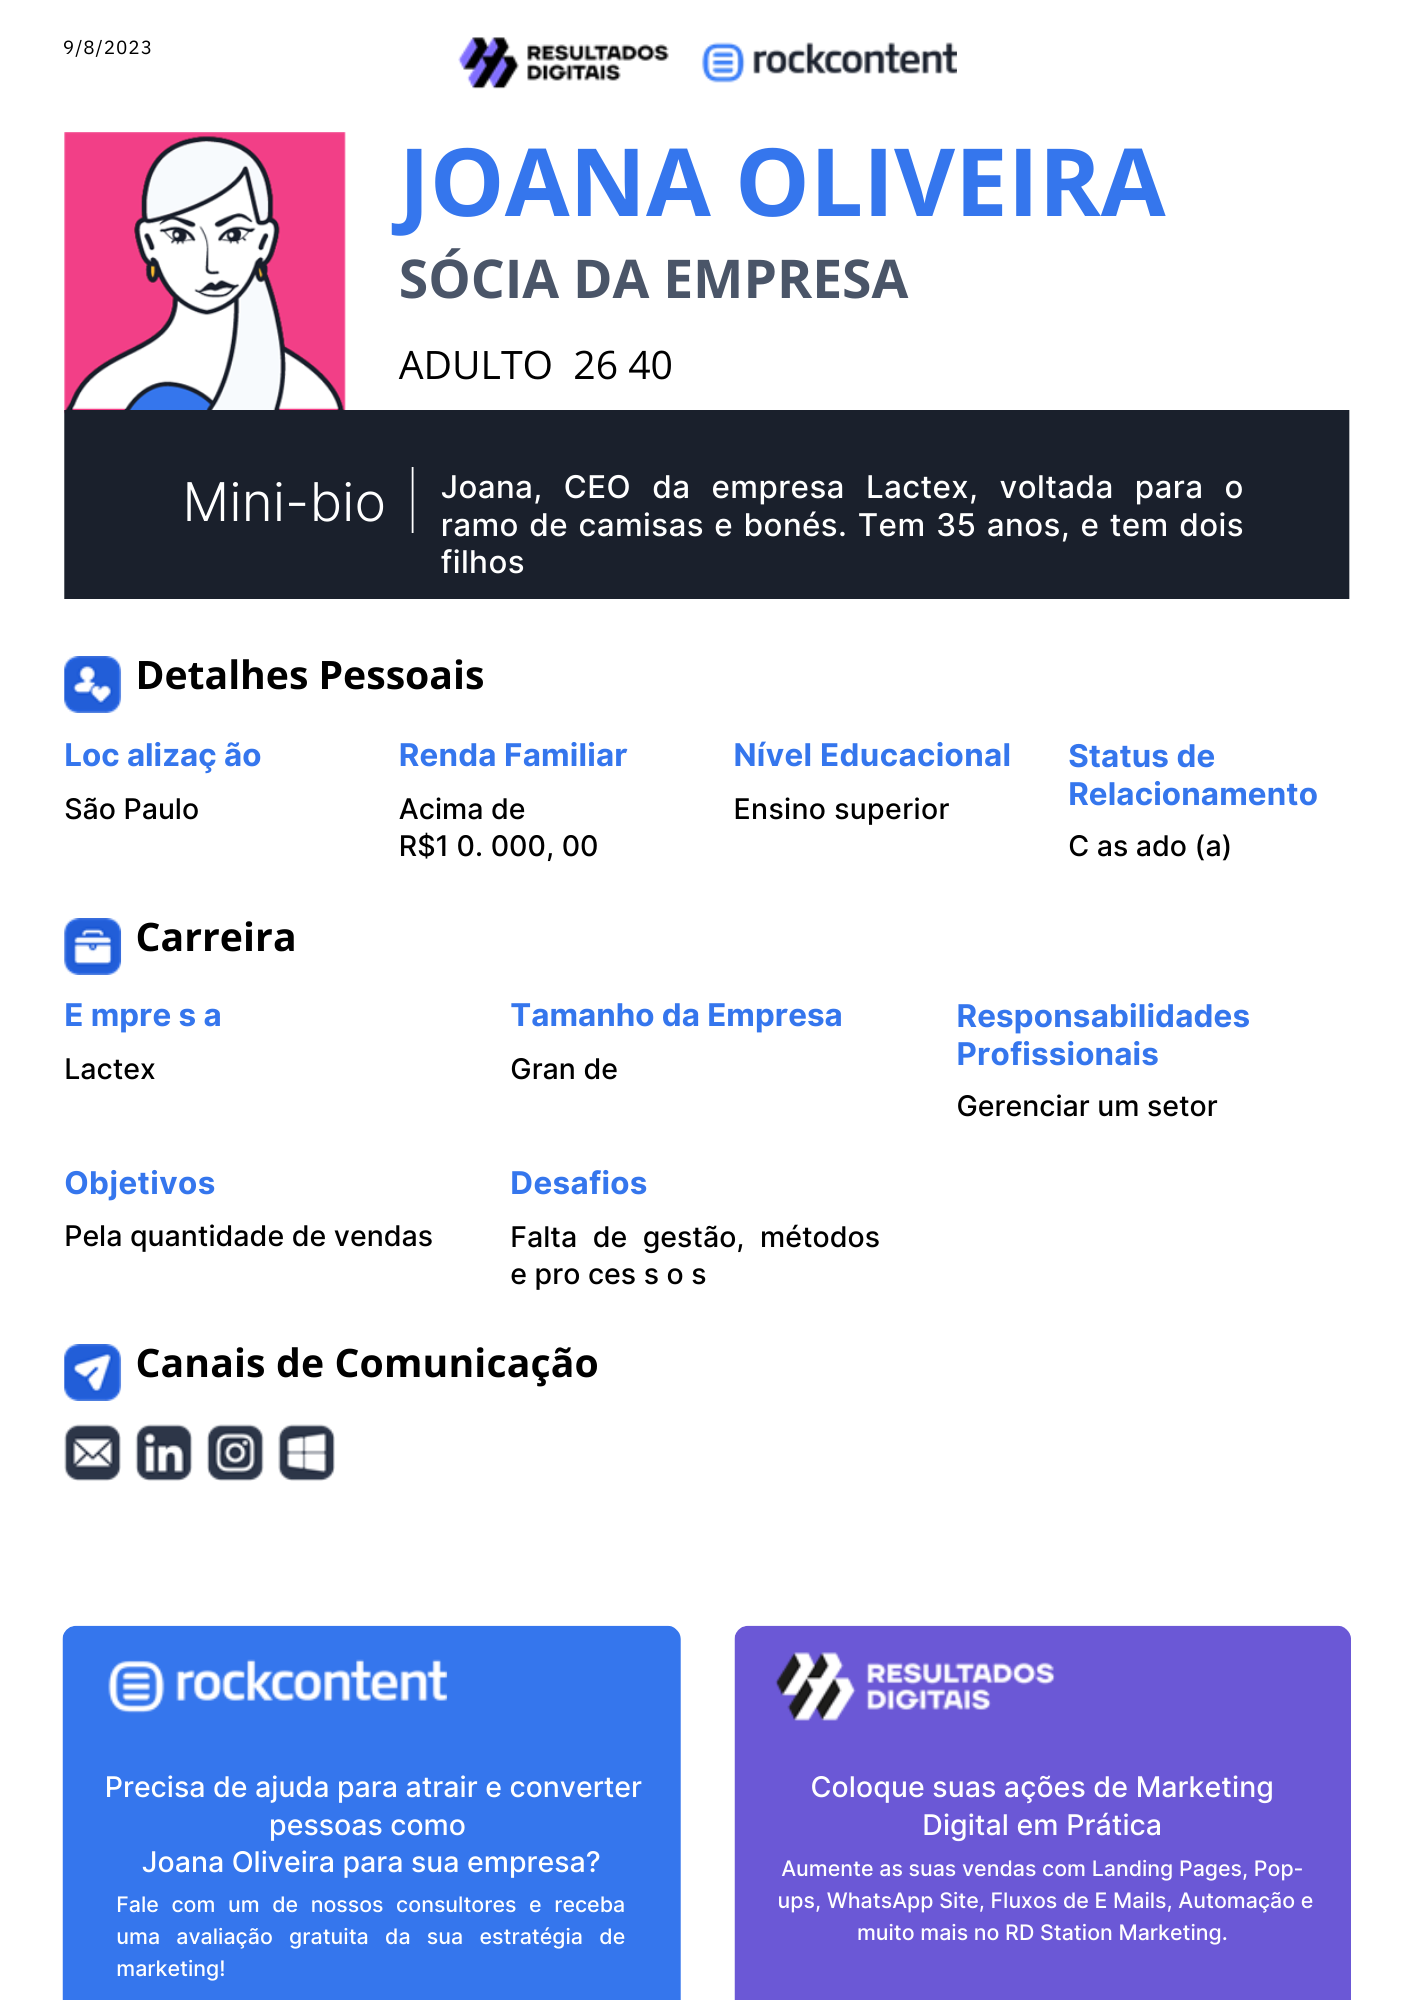 9/8/2023
RESULTADOS
DIGITAIS
rockcontent
JOANA OLIVEIRA
SÓCIA DA EMPRESA
ADULTO 26 40
Mini-bio
Joana, CEO da empresa Lactex, voltada para o
ramo de camisas e bonés. Tem 35 anos, e tem dois
filhos
Detalhes Pessoais
Loc alizaç ão
São Paulo
Renda Familiar
Acima de
R$1 0. 000, 00
Nível Educacional
Ensino superior
Status de
Relacionamento
C as ado (a)
Carreira
E mpre s a
Lactex
Tamanho da Empresa
Gran de
Responsabilidades
Profissionais
Gerenciar um setor
Objetivos
Pela quantidade de vendas
Desafios
Falta de gestão, métodos
e pro ces s o s
Canais de Comunicação
in
rockcontent
Precisa de ajuda para atrair e converter
pessoas como
Joana Oliveira para sua empresa?
Fale com um de nossos consultores e receba
uma avaliação gratuita da sua estratégia de
marketing!
RESULTADOS
DIGITAIS
Coloque suas ações de Marketing
Digital em Prática
Aumente as suas vendas com Landing Pages, Pop-
ups, WhatsApp Site, Fluxos de E Mails, Automação e
muito mais no RD Station Marketing.